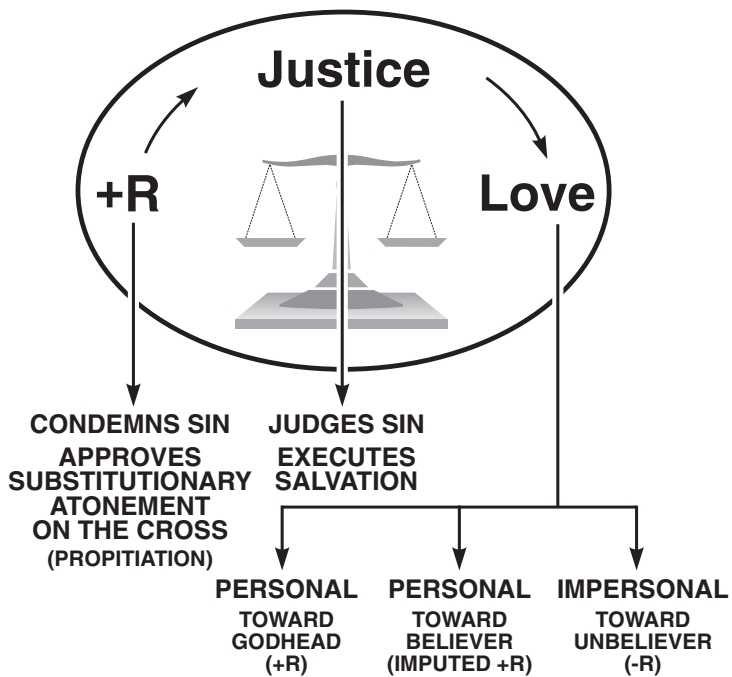 Justice
+R
Love
CONDEMNS SIN
APPROVES
SUBSTITUTIONARY
ATONEMENT
ON THE CROSS
(PROPITIATION)
JUDGES SIN
EXECUTES
SALVATION
PERSONAL
TOWARD
GODHEAD
(+R)
PERSONAL
TOWARD
BELIEVER
(IMPUTED +R)
IMPERSONAL
TOWARD
UNBELIEVER
(-R)